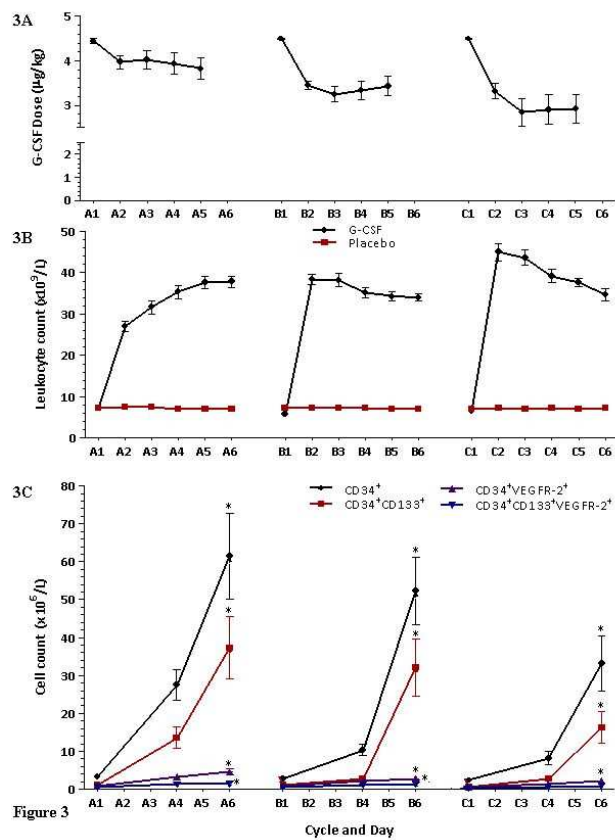 3A
G-CSF Dose (µg/kg)
5
4
3
2
1
0
A1 A2 A3 A4 A5 A6 B1 B2 B3 B4 B5 B6 C1 C2 C3 C4 C5 C6
3B
G-CSF
Placebo
Leukocyte count (x10⁹/L)
50
40
30
20
10
0
A1 A2 A3 A4 A5 A6 B1 B2 B3 B4 B5 B6 C1 C2 C3 C4 C5 C6
3C
CD34⁺ CD34⁺VEGFR-2⁺
CD34⁺CD133⁺ CD34⁺CD133⁺VEGFR-2⁺
Cell count (x10⁶/L)
80
70
60
50
40
30
20
10
0
* * * *
* * * *
* * *
A1 A2 A3 A4 A5 A6 B1 B2 B3 B4 B5 B6 C1 C2 C3 C4 C5 C6
Figure 3
Cycle and Day